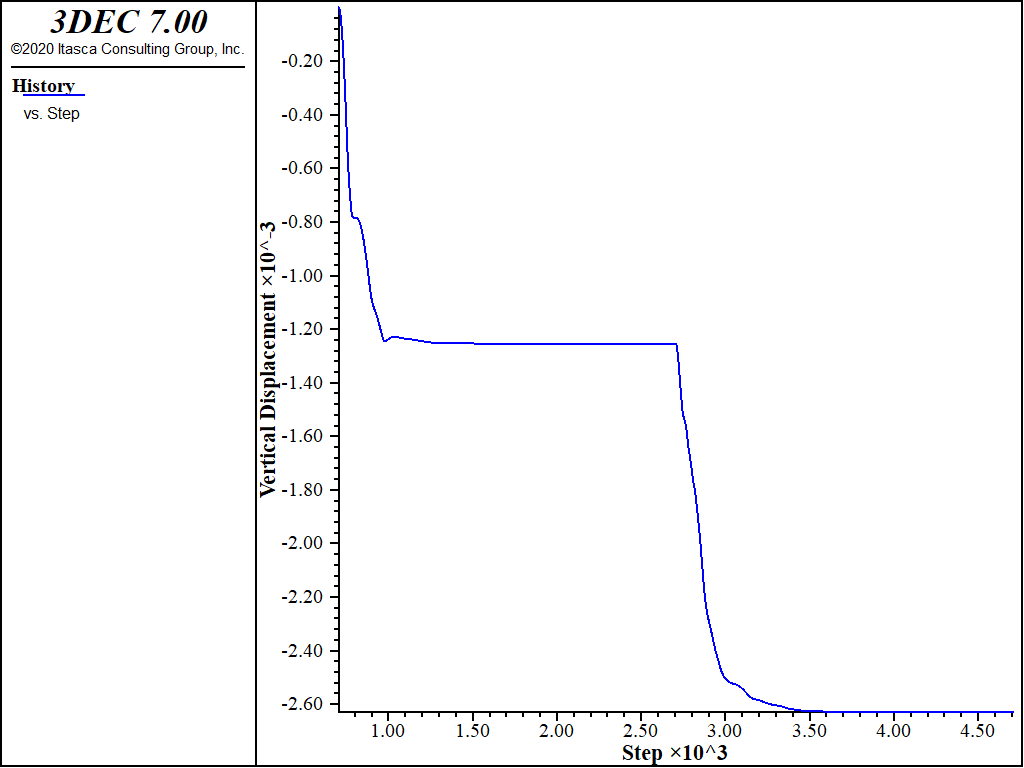 3DEC 7.00
©2020 Itasca Consulting Group, Inc.
History
vs. Step
Vertical Displacement ×10^-3
-0.20
-0.40
-0.60
-0.80
-1.00
-1.20
-1.40
-1.60
-1.80
-2.00
-2.20
-2.40
-2.60
1.00 1.50 2.00 2.50 3.00 3.50 4.00 4.50
Step ×10^3